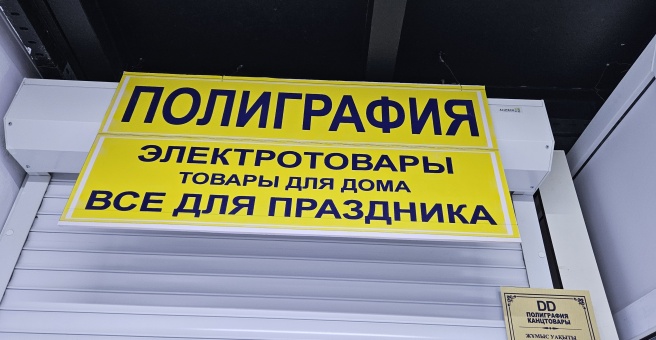 ПОЛИГРАФИЯ
ЭЛЕКТРОТОВАРЫ
ТОВАРЫ ДЛЯ ДОМА
ВСЕ ДЛЯ ПРАЗДНИКА
DD
ПОЛИГРАФИЯ
КАНЦТОВАРЫ
ЖҰМЫС УАҚЫТЫ